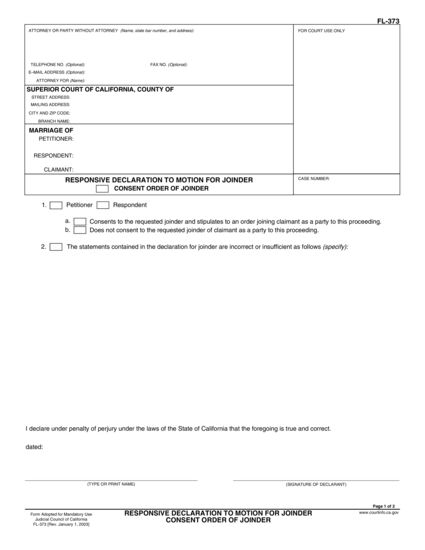 FL-373
ATTORNEY OR PARTY WITHOUT ATTORNEY (Name, state bar number, and address):
FOR COURT USE ONLY
TELEPHONE NO. (Optional): FAX NO. (Optional):
E-MAIL ADDRESS (Optional):
ATTORNEY FOR (Name):
SUPERIOR COURT OF CALIFORNIA, COUNTY OF
STREET ADDRESS:
MAILING ADDRESS:
CITY AND ZIP CODE:
BRANCH NAME:
MARRIAGE OF
PETITIONER:
RESPONDENT:
CLAIMANT:
RESPONSIVE DECLARATION TO MOTION FOR JOINDER
CONSENT ORDER OF JOINDER
CASE NUMBER:
1. Petitioner Respondent
a. Consents to the requested joinder and stipulates to an order joining claimant as a party to this proceeding.
b. Does not consent to the requested joinder of claimant as a party to this proceeding.
2. The statements contained in the declaration for joinder are incorrect or insufficient as follows (specify):
I declare under penalty of perjury under the laws of the State of California that the foregoing is true and correct.
dated:
(TYPE OR PRINT NAME)
(SIGNATURE OF DECLARANT)
Page 1 of 2
Form Adopted for Mandatory Use
Judicial Council of California
FL-373 [Rev. January 1, 2003]
RESPONSIVE DECLARATION TO MOTION FOR JOINDER
CONSENT ORDER OF JOINDER
www.courtinfo.ca.gov